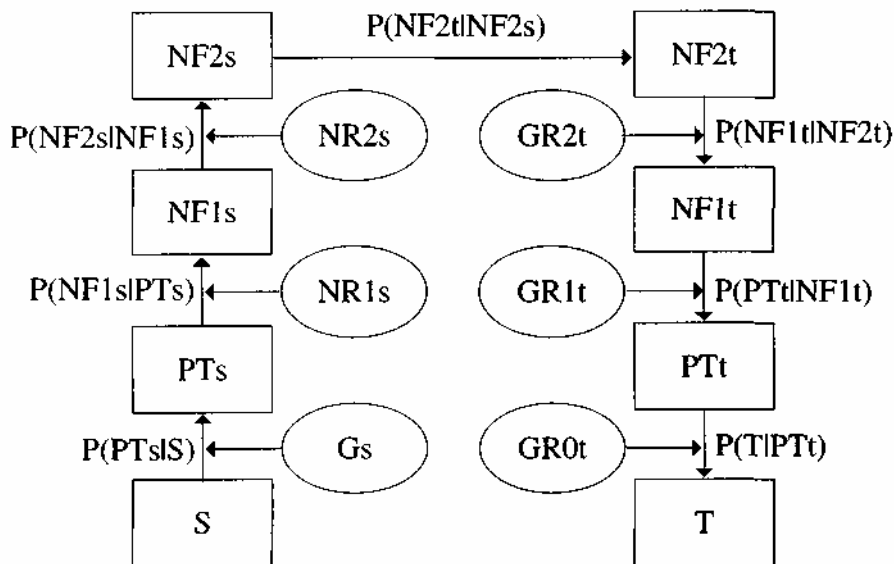 P(NF2t|NF2s)
NF2s
NF2t
P(NF2s|NF1s)
NR2s
GR2t
P(NF1t|NF2t)
NF1s
NF1t
P(NF1s|PTs)
NR1s
GR1t
P(PTt|NF1t)
PTs
PTt
P(PTs|S)
Gs
GR0t
P(T|PTt)
S
T